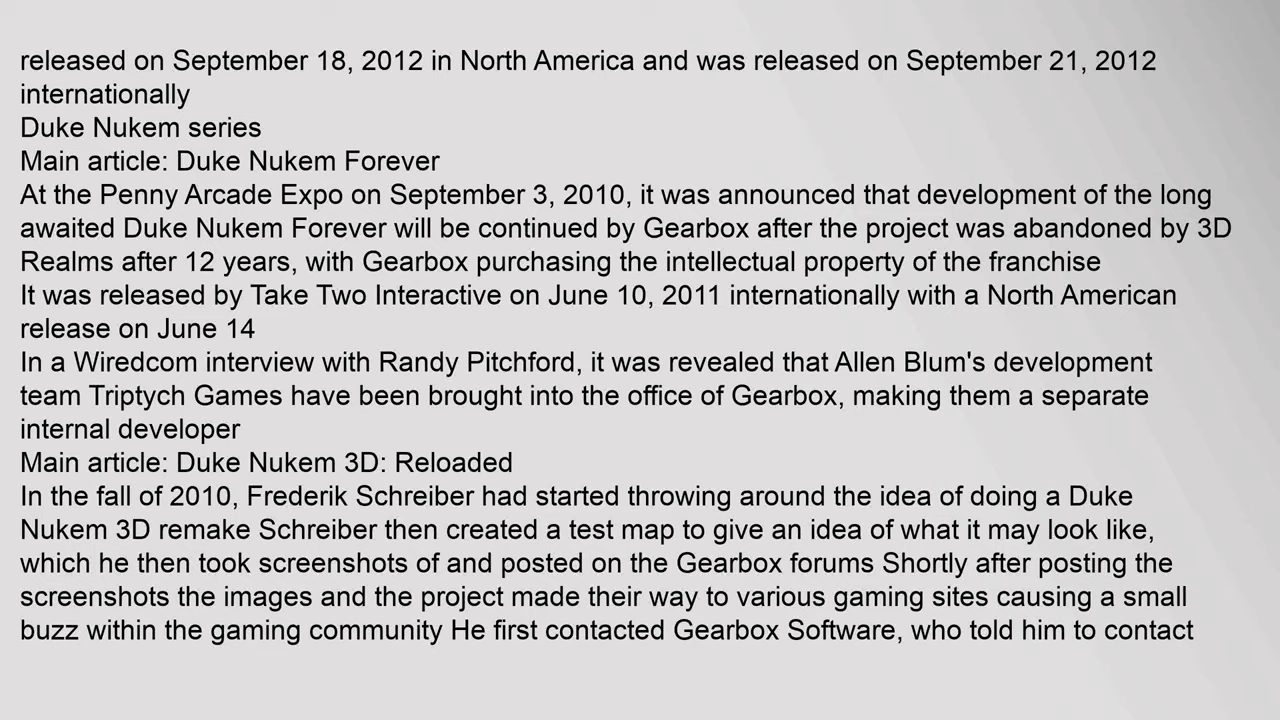 released on September 18, 2012 in North America and was released on September 21, 2012
internationally
Duke Nukem series
Main article: Duke Nukem Forever
At the Penny Arcade Expo on September 3, 2010, it was announced that development of the long
awaited Duke Nukem Forever will be continued by Gearbox after the project was abandoned by 3D
Realms after 12 years, with Gearbox purchasing the intellectual property of the franchise
It was released by Take Two Interactive on June 10, 2011 internationally with a North American
release on June 14
In a Wiredcom interview with Randy Pitchford, it was revealed that Allen Blum's development
team Triptych Games have been brought into the office of Gearbox, making them a separate
internal developer
Main article: Duke Nukem 3D: Reloaded
In the fall of 2010, Frederik Schreiber had started throwing around the idea of doing a Duke
Nukem 3D remake Schreiber then created a test map to give an idea of what it may look like,
which he then took screenshots of and posted on the Gearbox forums Shortly after posting the
screenshots the images and the project made their way to various gaming sites causing a small
buzz within the gaming community He first contacted Gearbox Software, who told him to contact